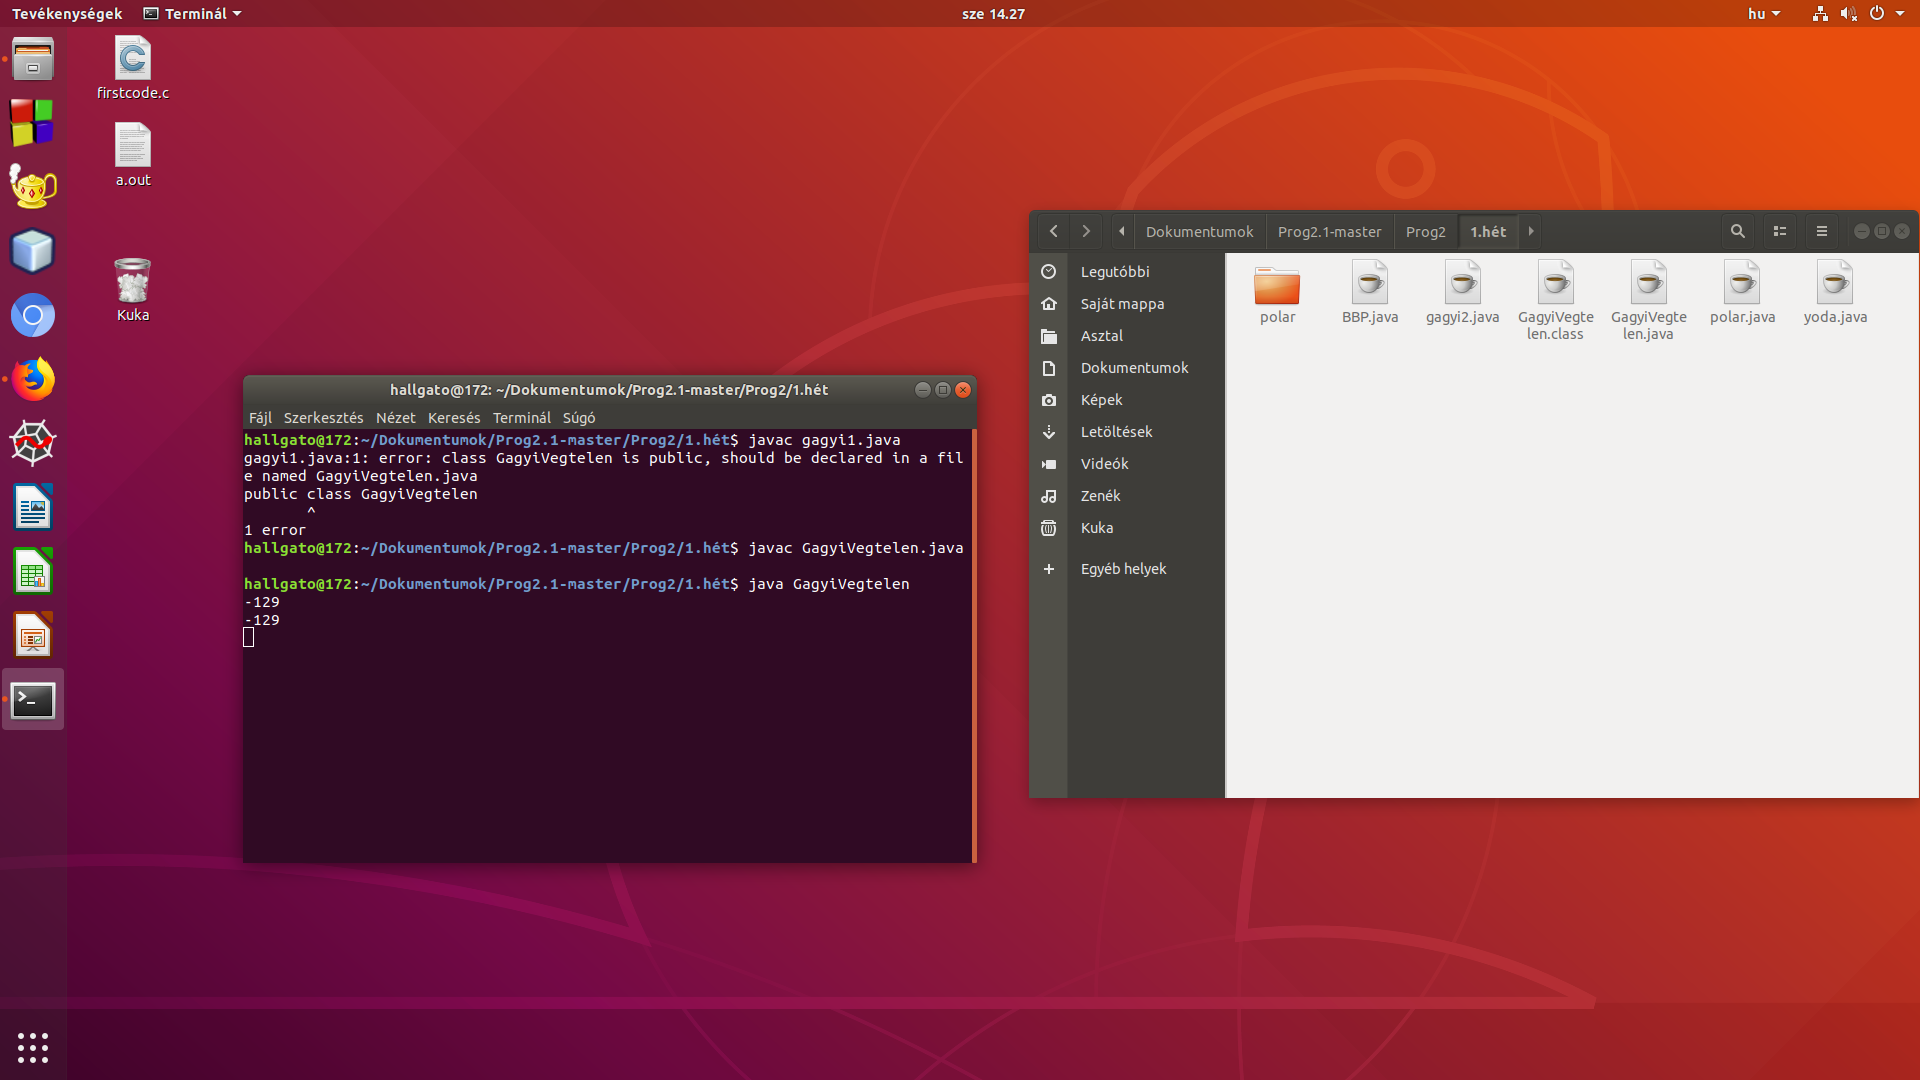 Tevékenységek
Terminál
sze 14.27
hu
firstcode.c
a.out
Kuka
hallgato@172: ~/Dokumentumok/Prog2.1-master/Prog2/1.hét
Fájl Szerkesztés Nézet Keresés Terminál Súgó
hallgato@172:~/Dokumentumok/Prog2.1-master/Prog2/1.hét$ javac gagyi1.java
gagyi1.java:1: error: class GagyiVegtelen is public, should be declared in a fil
e named GagyiVegtelen.java
public class GagyiVegtelen
^
1 error
hallgato@172:~/Dokumentumok/Prog2.1-master/Prog2/1.hét$ javac GagyiVegtelen.java
hallgato@172:~/Dokumentumok/Prog2.1-master/Prog2/1.hét$ java GagyiVegtelen
-129
-129
Dokumentumok Prog2.1-master Prog2 1.hét
Legutóbbi
Saját mappa
Asztal
Dokumentumok
Képek
Letöltések
Videók
Zenék
Kuka
Egyéb helyek
polar
BBP.java
gagyi2.java
GagyiVegte
len.class
GagyiVegte
len.java
polar.java
yoda.java